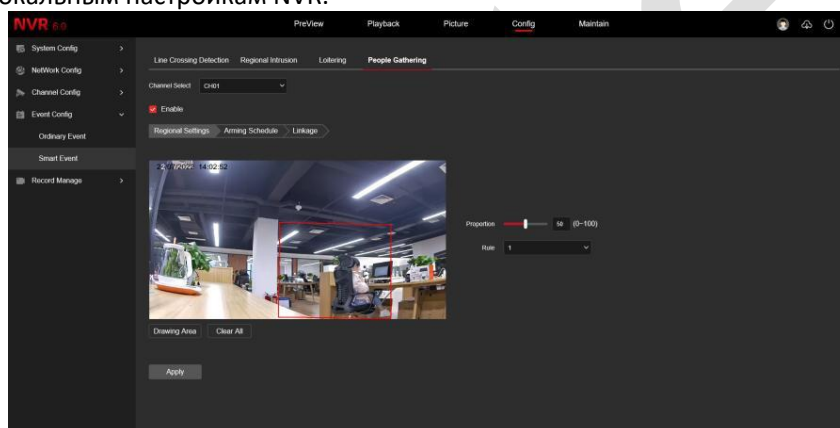 окальным настройкам NVR.
NVR 6.0 PreView Playback Picture Config Maintain
System Config
NetWork Config
Channel Config
Event Config
Ordinary Event
Smart Event
Record Manage
Line Crossing Detection Regional Intrusion Loitering People Gathering
Channel Select CH01
Enable
Regional Settings Arming Schedule Linkage
14:02:52
Proportion 50 (0~100)
Rule 1
Drawing Area Clear All
Apply